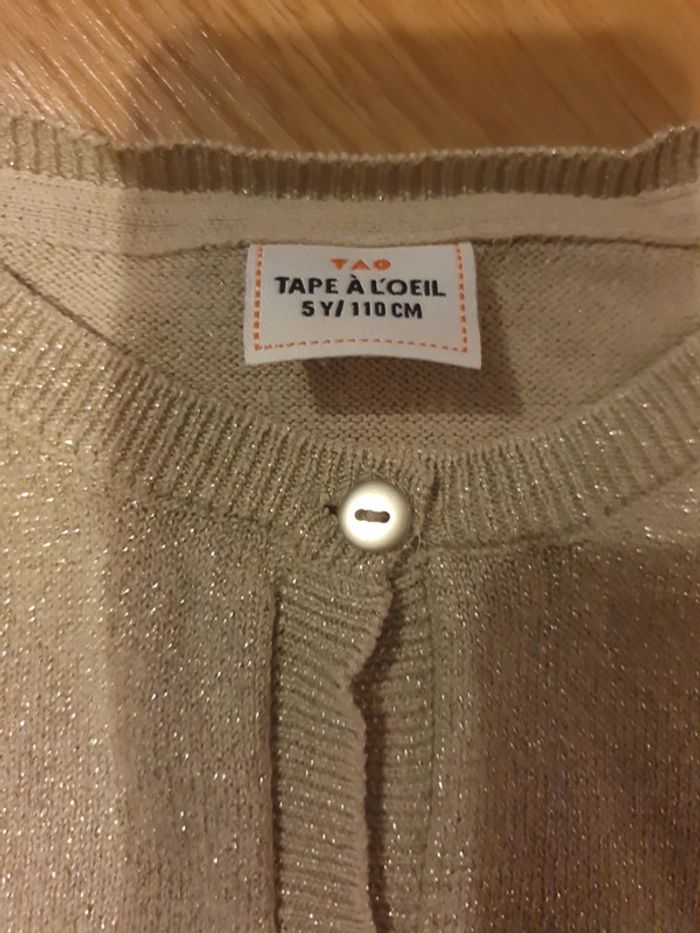 TAO
TAPE À L'OEIL
5 Y/ 110 CM